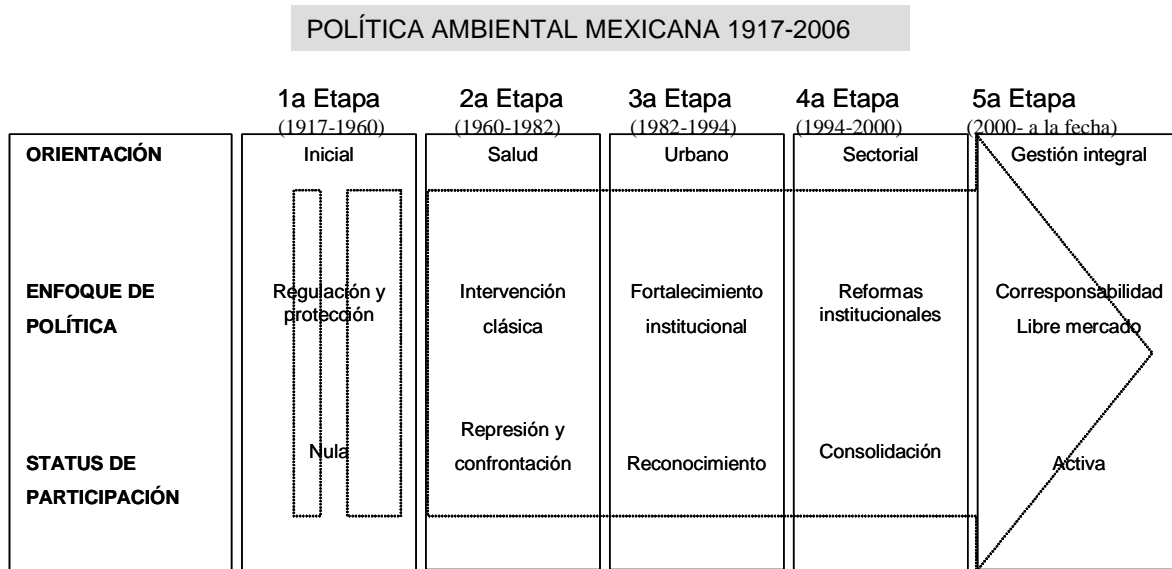 POLÍTICA AMBIENTAL MEXICANA 1917-2006
1a Etapa 2a Etapa 3a Etapa 4a Etapa 5a Etapa
(1917-1960) (1960-1982) (1982-1994) (1994-2000) (2000- a la fecha)
ORIENTACIÓN Inicial Salud Urbano Sectorial Gestión integral
ENFOQUE DE Regulación y Intervención Fortalecimiento Reformas Corresponsabilidad
POLÍTICA protección clásica institucional institucionales Libre mercado
Represión y
STATUS DE Nula confrontación Reconocimiento Consolidación Activa
PARTICIPACIÓN